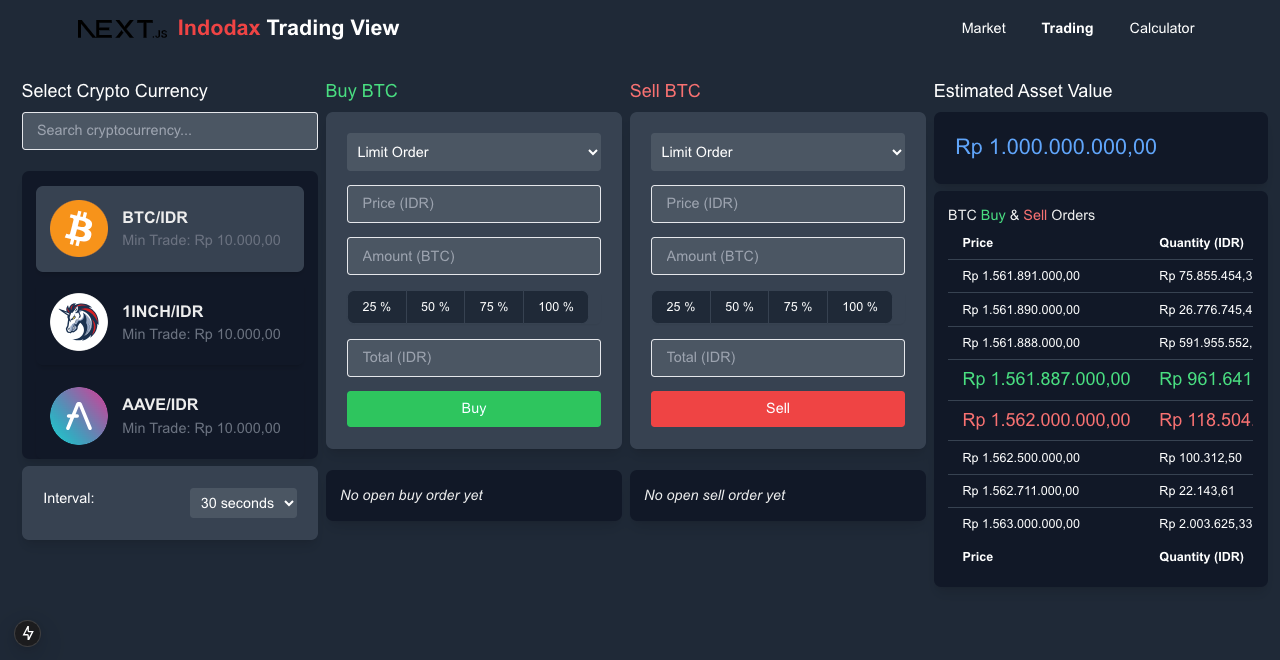 NEXT.JS Indodax Trading View
Market
Trading
Calculator
Select Crypto Currency
Search cryptocurrency...
BTC/IDR
Min Trade: Rp 10.000,00
1INCH/IDR
Min Trade: Rp 10.000,00
AAVE/IDR
Min Trade: Rp 10.000,00
Interval:
30 seconds
Buy BTC
Limit Order
Price (IDR)
Amount (BTC)
25 %
50 %
75 %
100 %
Total (IDR)
Buy
No open buy order yet
Sell BTC
Limit Order
Price (IDR)
Amount (BTC)
25 %
50 %
75 %
100 %
Total (IDR)
Sell
No open sell order yet
Estimated Asset Value
Rp 1.000.000.000,00
BTC Buy & Sell Orders
Price Quantity (IDR)
Rp 1.561.891.000,00 Rp 75.855.454,3
Rp 1.561.890.000,00 Rp 26.776.745,4
Rp 1.561.888.000,00 Rp 591.955.552,
Rp 1.561.887.000,00 Rp 961.641
Rp 1.562.000.000,00 Rp 118.504.
Rp 1.562.500.000,00 Rp 100.312,50
Rp 1.562.711.000,00 Rp 22.143,61
Rp 1.563.000.000,00 Rp 2.003.625,33
Price Quantity (IDR)